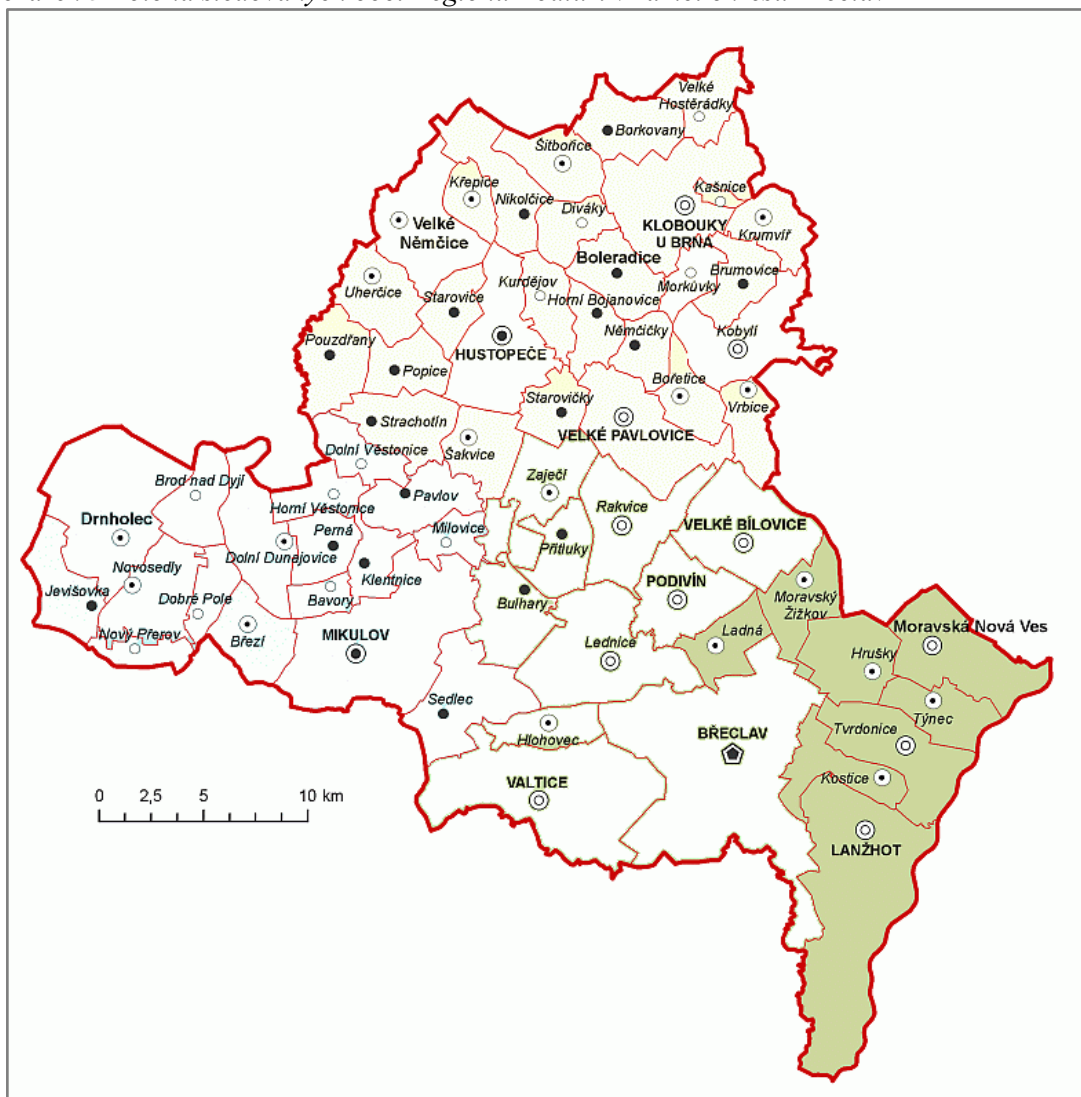 Velké
Hostěrádky
Borkovany
Šitbořice
Kašnice
Křepice
Nikolčice
Diváky
KLOBOUKY
U BRNA
Krumvíř
Velké
Němčice
Boleradice
Brumovice
Morkůvky
Uherčice
Kurdějov
Starovice
Horní Bojanovice
Němčičky
Kobylí
Pouzdřany
HUSTOPEČE
Popice
Bořetice
Starovičky
Vrbice
Strachotín
VELKÉ PAVLOVICE
Dolní Věstonice
Šakvice
Brod nad Dyjí
Zaječí
Pavlov
Horní Věstonice
Rakvice
Drnholec
Perná
Milovice
VELKÉ BÍLOVICE
Přítluky
Dolní Dunajovice
Novosedly
Klentnice
PODIVÍN
Jevišovka
Dobré Pole
Bavory
Bulhary
Moravský
Žižkov
Nový Přerov
Březí
MIKULOV
Lednice
Ladná
Moravská Nová Ves
Hrušky
Sedlec
Hlohovec
BŘECLAV
Týnec
Tvrdonice
Kostice
VALTICE
0 2,5 5 10 km
LANŽHOT